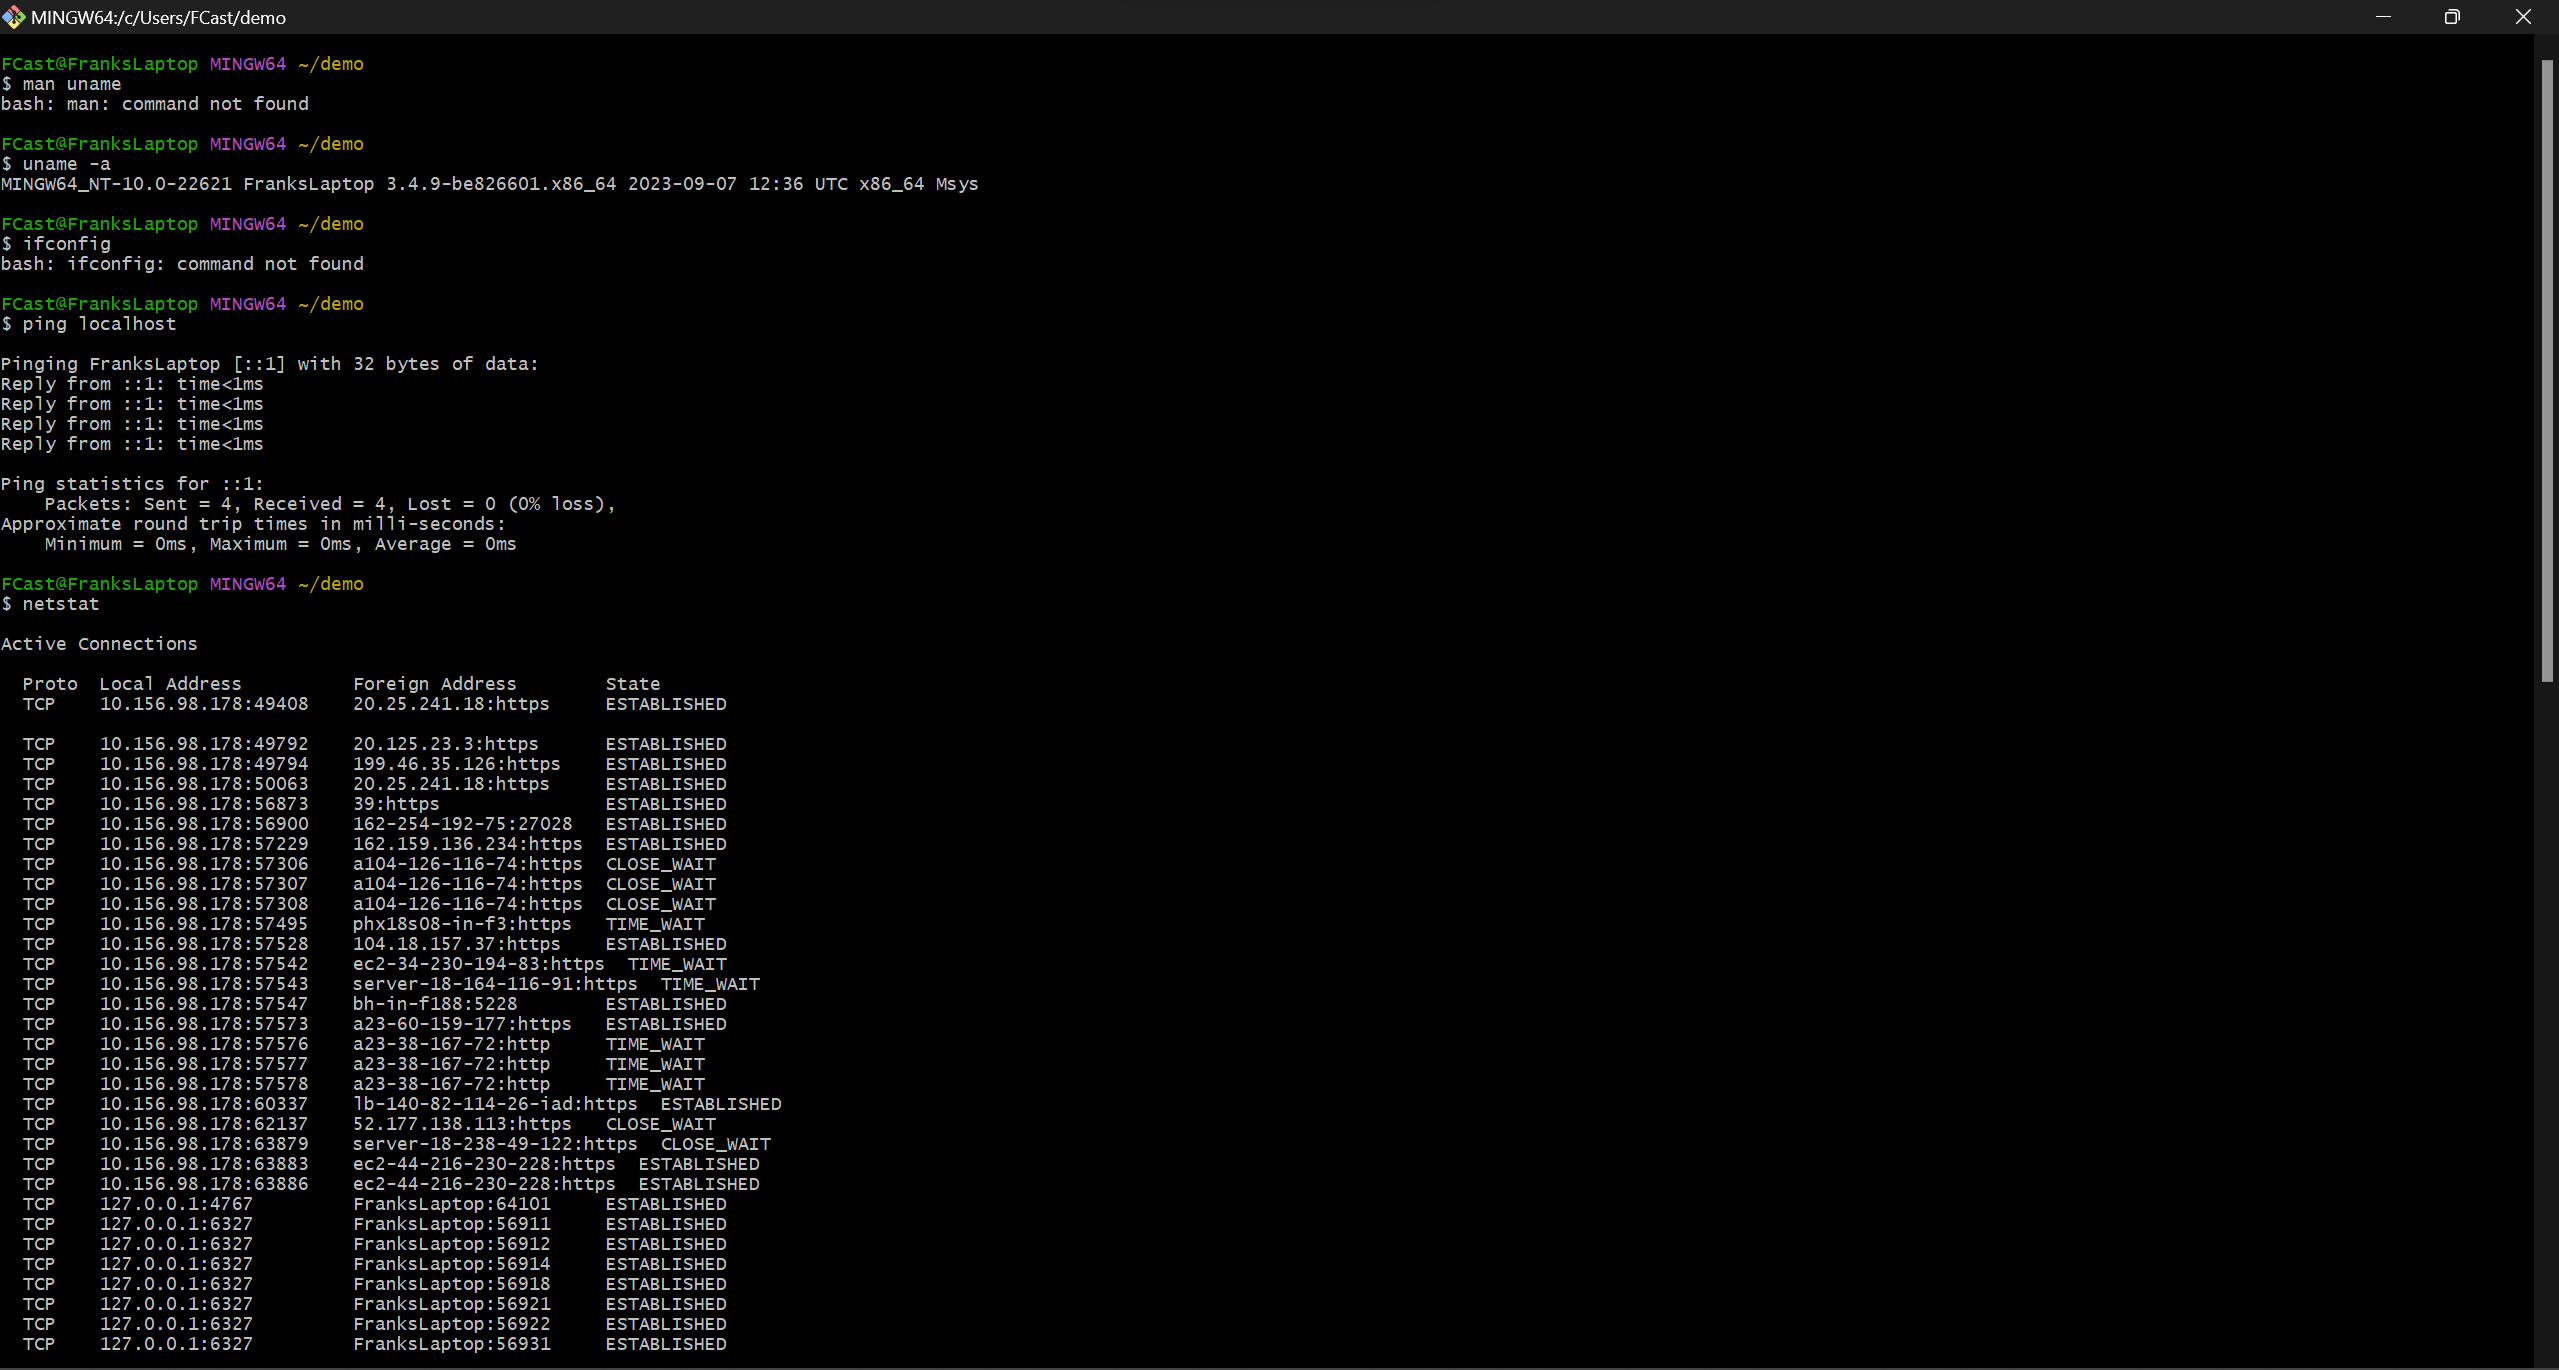 MINGW64:/c/Users/FCast/demo
FCast@FranksLaptop MINGW64 ~/demo
$ man uname
bash: man: command not found
FCast@FranksLaptop MINGW64 ~/demo
$ uname -a
MINGW64_NT-10.0-22621 FranksLaptop 3.4.9-be826601.x86_64 2023-09-07 12:36 UTC x86_64 Msys
FCast@FranksLaptop MINGW64 ~/demo
$ ifconfig
bash: ifconfig: command not found
FCast@FranksLaptop MINGW64 ~/demo
$ ping localhost
Pinging FranksLaptop [::1] with 32 bytes of data:
Reply from ::1: time<1ms
Reply from ::1: time<1ms
Reply from ::1: time<1ms
Reply from ::1: time<1ms
Ping statistics for ::1:
    Packets: Sent = 4, Received = 4, Lost = 0 (0% loss),
Approximate round trip times in milli-seconds:
    Minimum = 0ms, Maximum = 0ms, Average = 0ms
FCast@FranksLaptop MINGW64 ~/demo
$ netstat
Active Connections
  Proto  Local Address          Foreign Address        State
  TCP    10.156.98.178:49408    20.25.241.18:https     ESTABLISHED
  TCP    10.156.98.178:49792    20.125.23.3:https      ESTABLISHED
  TCP    10.156.98.178:49794    199.46.35.126:https    ESTABLISHED
  TCP    10.156.98.178:50063    20.25.241.18:https     ESTABLISHED
  TCP    10.156.98.178:56873    39:https               ESTABLISHED
  TCP    10.156.98.178:56900    162-254-192-75:27028   ESTABLISHED
  TCP    10.156.98.178:57229    162.159.136.234:https  ESTABLISHED
  TCP    10.156.98.178:57306    a104-126-116-74:https  CLOSE_WAIT
  TCP    10.156.98.178:57307    a104-126-116-74:https  CLOSE_WAIT
  TCP    10.156.98.178:57308    a104-126-116-74:https  CLOSE_WAIT
  TCP    10.156.98.178:57495    phx18s08-in-f3:https   TIME_WAIT
  TCP    10.156.98.178:57528    104.18.157.37:https    ESTABLISHED
  TCP    10.156.98.178:57542    ec2-34-230-194-83:https  TIME_WAIT
  TCP    10.156.98.178:57543    server-18-164-116-91:https  TIME_WAIT
  TCP    10.156.98.178:57547    bh-in-f188:5228        ESTABLISHED
  TCP    10.156.98.178:57573    a23-60-159-177:https   ESTABLISHED
  TCP    10.156.98.178:57576    a23-38-167-72:http     TIME_WAIT
  TCP    10.156.98.178:57577    a23-38-167-72:http     TIME_WAIT
  TCP    10.156.98.178:57578    a23-38-167-72:http     TIME_WAIT
  TCP    10.156.98.178:60337    lb-140-82-114-26-iad:https  ESTABLISHED
  TCP    10.156.98.178:62137    52.177.138.113:https   CLOSE_WAIT
  TCP    10.156.98.178:63879    server-18-238-49-122:https  CLOSE_WAIT
  TCP    10.156.98.178:63883    ec2-44-216-230-228:https  ESTABLISHED
  TCP    10.156.98.178:63886    ec2-44-216-230-228:https  ESTABLISHED
  TCP    127.0.0.1:4767         FranksLaptop:64101     ESTABLISHED
  TCP    127.0.0.1:6327         FranksLaptop:56911     ESTABLISHED
  TCP    127.0.0.1:6327         FranksLaptop:56912     ESTABLISHED
  TCP    127.0.0.1:6327         FranksLaptop:56914     ESTABLISHED
  TCP    127.0.0.1:6327         FranksLaptop:56918     ESTABLISHED
  TCP    127.0.0.1:6327         FranksLaptop:56921     ESTABLISHED
  TCP    127.0.0.1:6327         FranksLaptop:56922     ESTABLISHED
  TCP    127.0.0.1:6327         FranksLaptop:56931     ESTABLISHED